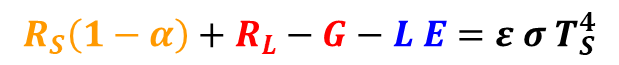 R_S(1 − α) + R_L − G − L E = ε σ T_S^4